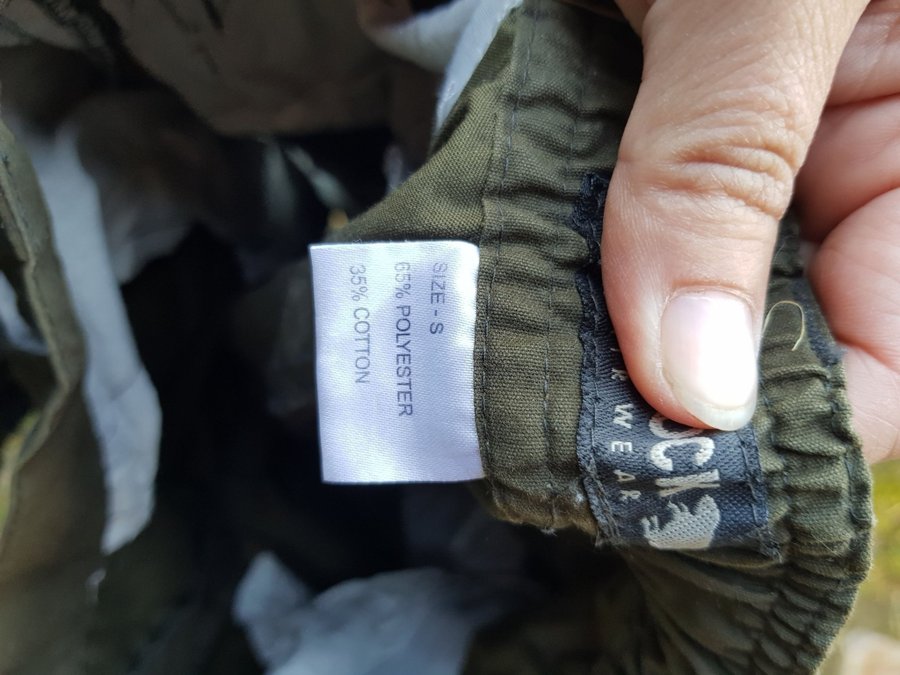 SIZE - S
65% POLYESTER
35% COTTON
WEAR